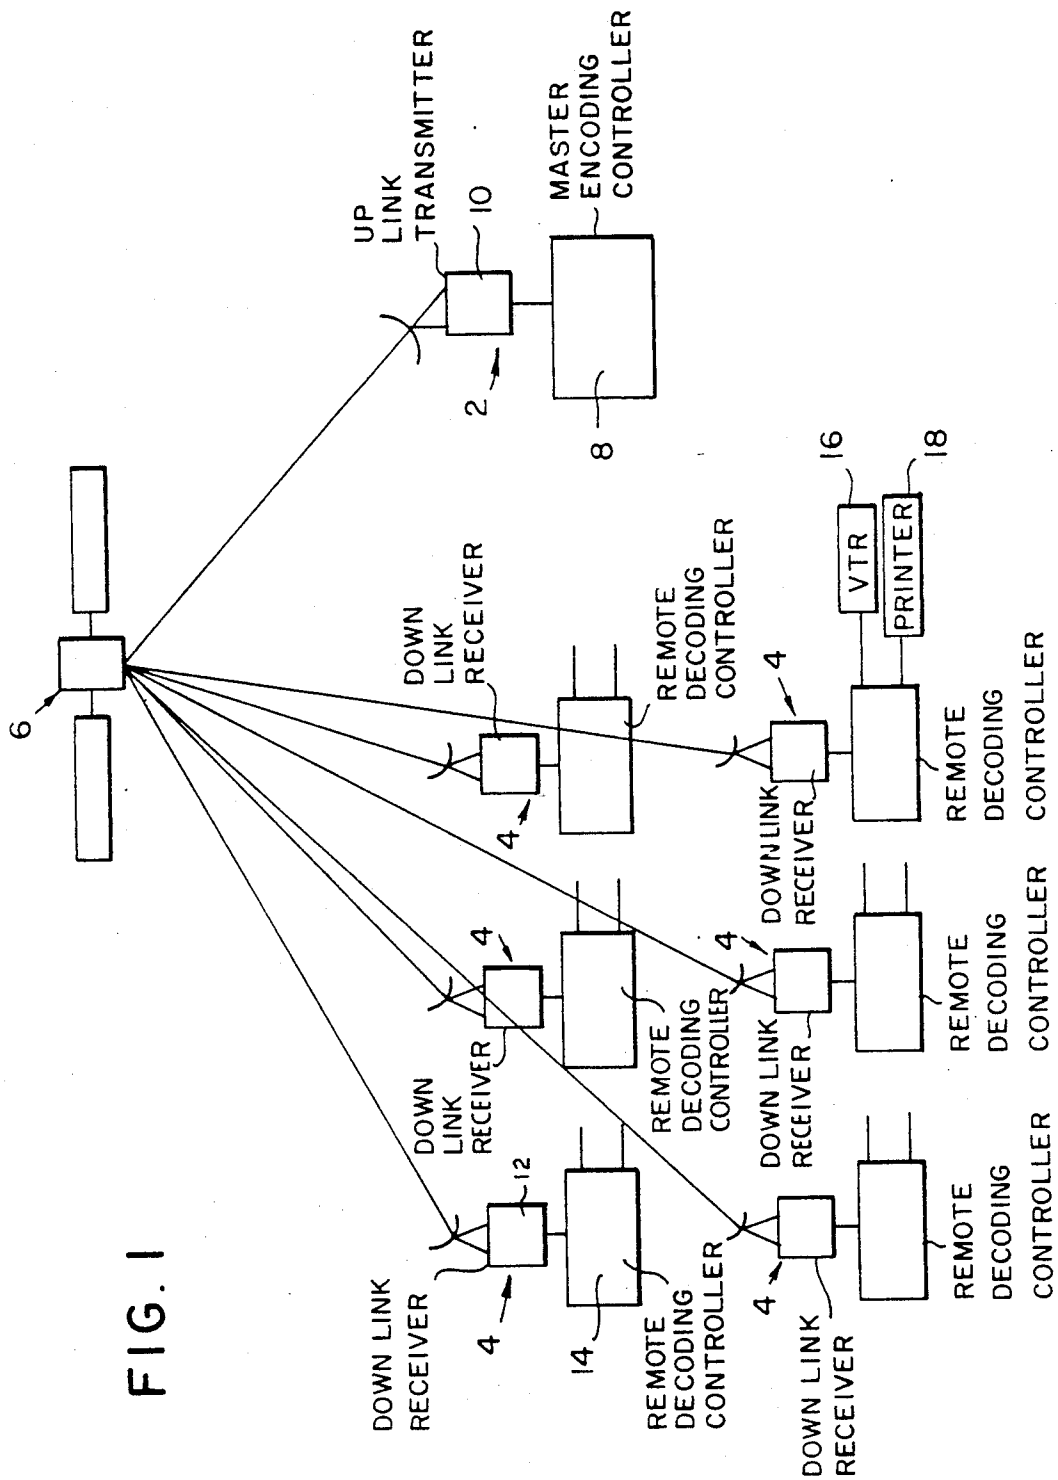 FIG. 1
6
UP
LINK
TRANSMITTER
10
2
MASTER
ENCODING
CONTROLLER
8
DOWN LINK
RECEIVER
12
4
14
REMOTE
DECODING
CONTROLLER
DOWN
LINK
RECEIVER
4
REMOTE
DECODING
CONTROLLER
DOWN
LINK
RECEIVER
4
REMOTE
DECODING
CONTROLLER
DOWN LINK
RECEIVER
4
REMOTE
DECODING
CONTROLLER
DOWN LINK
RECEIVER
4
REMOTE
DECODING
CONTROLLER
DOWN LINK
RECEIVER
4
REMOTE
DECODING
CONTROLLER
VTR
16
PRINTER
18